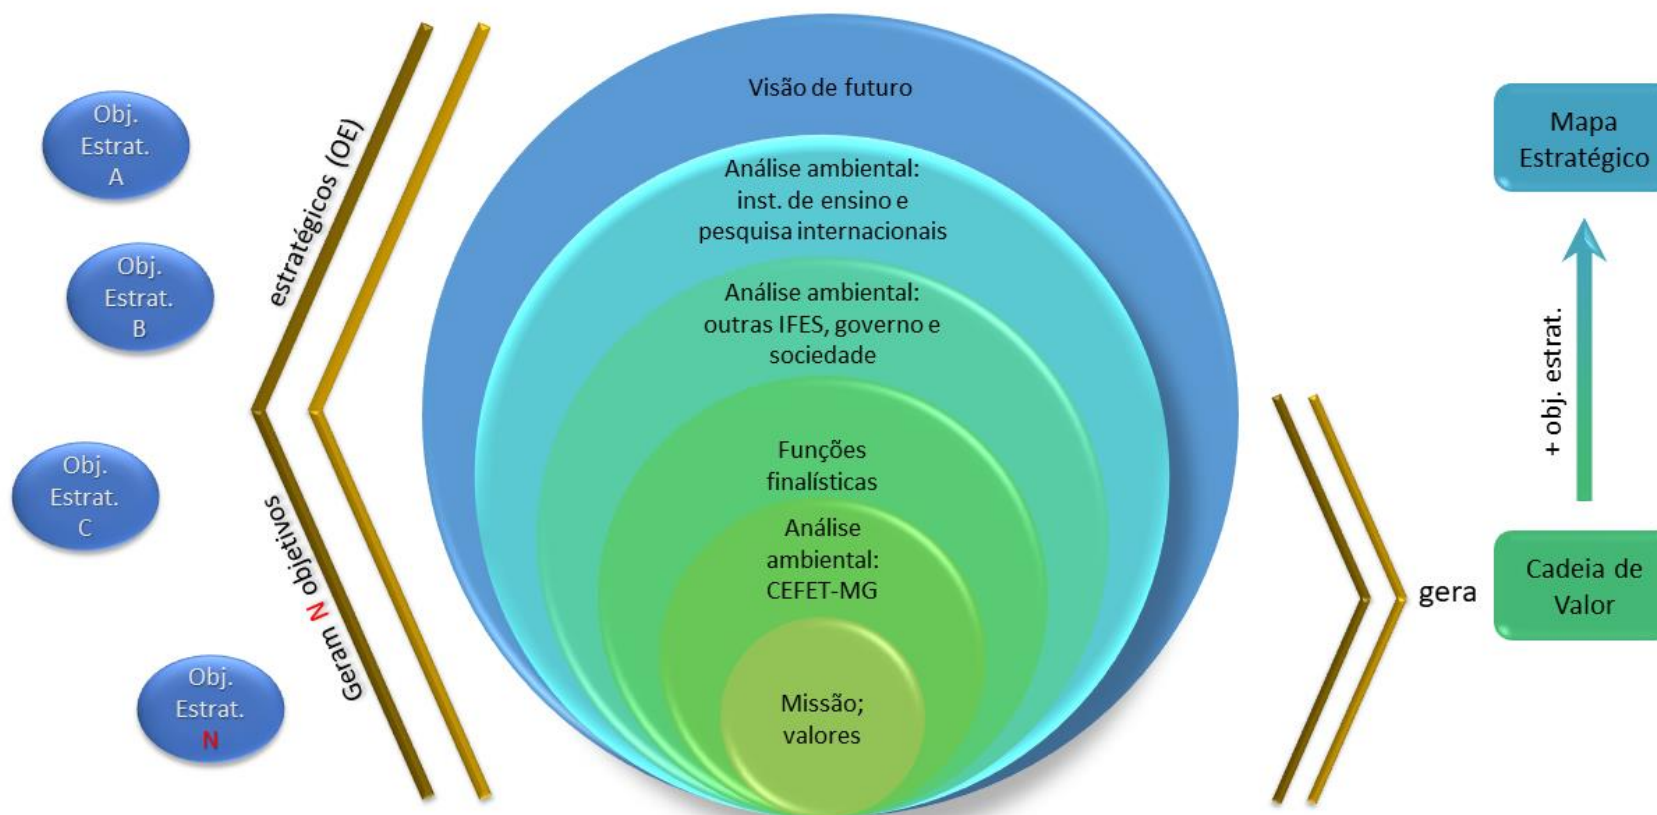 Obj.
Estrat.
A
Obj.
Estrat.
B
Obj.
Estrat.
C
Obj.
Estrat.
N
Geram N objetivos
estratégicos (OE)
Visão de futuro
Análise ambiental:
inst. de ensino e
pesquisa internacionais
Análise ambiental:
outras IFES, governo e
sociedade
Funções
finalísticas
Análise
ambiental:
CEFET-MG
Missão;
valores
gera
Cadeia de
Valor
+ obj. estrat.
Mapa
Estratégico